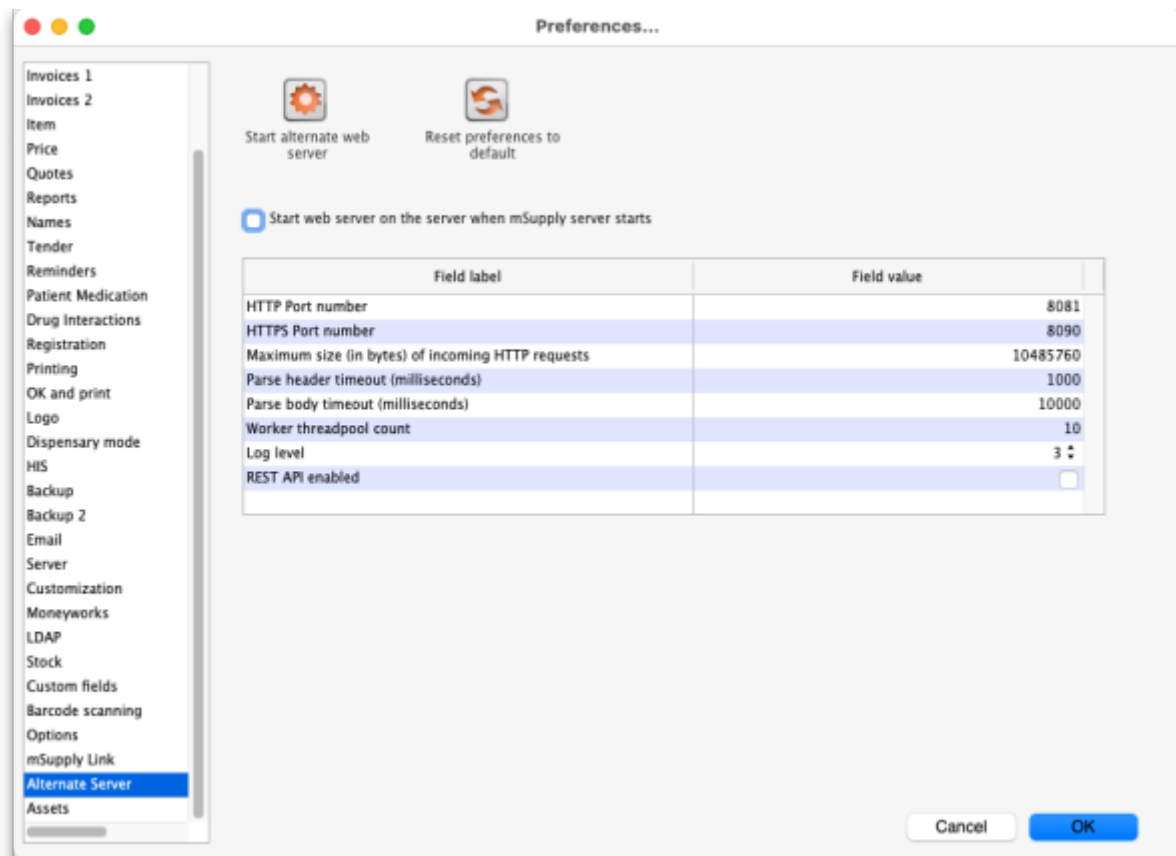 Preferences...
Invoices 1
Invoices 2
Item
Price
Quotes
Reports
Names
Tender
Reminders
Patient Medication
Drug Interactions
Registration
Printing
OK and print
Logo
Dispensary mode
HIS
Backup
Backup 2
Email
Server
Customization
Moneyworks
LDAP
Stock
Custom fields
Barcode scanning
Options
mSupply Link
Alternate Server
Assets
Start alternate web
server
Reset preferences to
default
Start web server on the server when mSupply server starts
Field label Field value
HTTP Port number 8081
HTTPS Port number 8090
Maximum size (in bytes) of incoming HTTP requests 10485760
Parse header timeout (milliseconds) 1000
Parse body timeout (milliseconds) 10000
Worker threadpool count 10
Log level 3
REST API enabled
Cancel OK